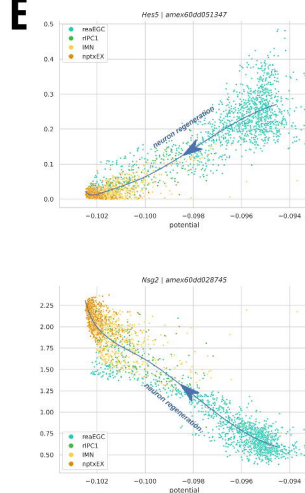 E
Hes5 | amex60dd051347
0.5
0.4
0.3
0.2
0.1
0.0
reaEGC
rIPC1
IMN
nptxEX
neuron regeneration
−0.102 −0.100 −0.098 −0.096 −0.094
potential
Nsg2 | amex60dd028745
2.25
2.00
1.75
1.50
1.25
1.00
0.75
0.50
neuron regeneration
reaEGC
rIPC1
IMN
nptxEX
−0.102 −0.100 −0.098 −0.096 −0.094
potential